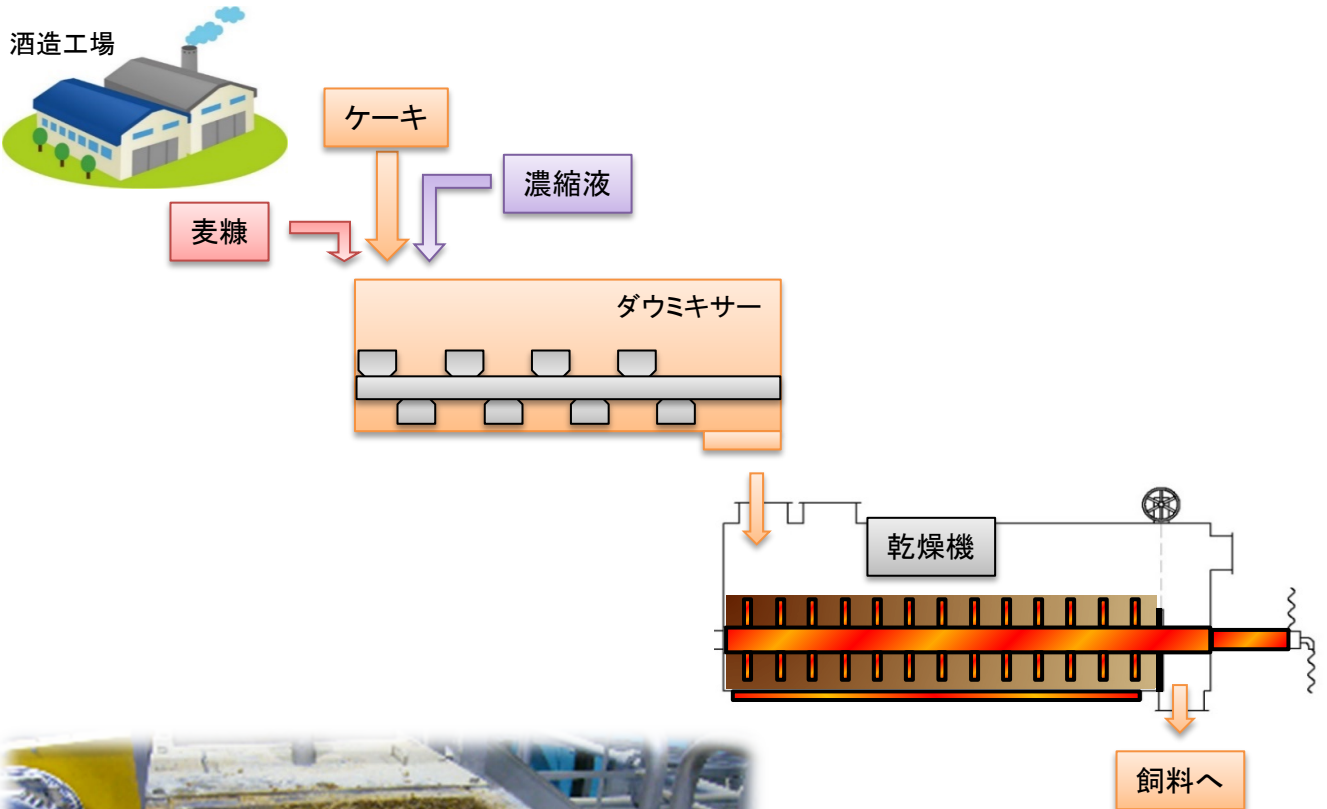 酒造工場
ケーキ
濃縮液
麦糠
ダウミキサー
乾燥機
飼料へ